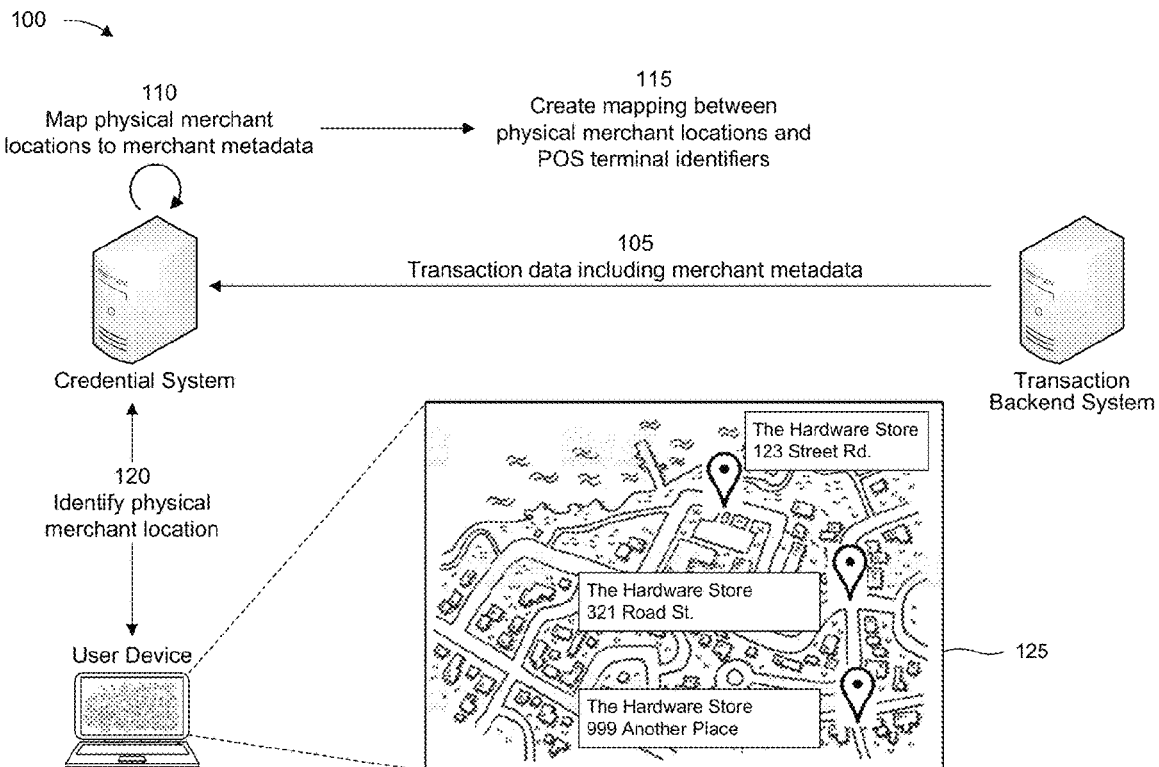 100
110
Map physical merchant
locations to merchant metadata
115
Create mapping between
physical merchant locations and
POS terminal identifiers
105
Transaction data including merchant metadata
Credential System
Transaction
Backend System
120
Identify physical
merchant location
User Device
The Hardware Store
123 Street Rd.
The Hardware Store
321 Road St.
The Hardware Store
999 Another Place
125